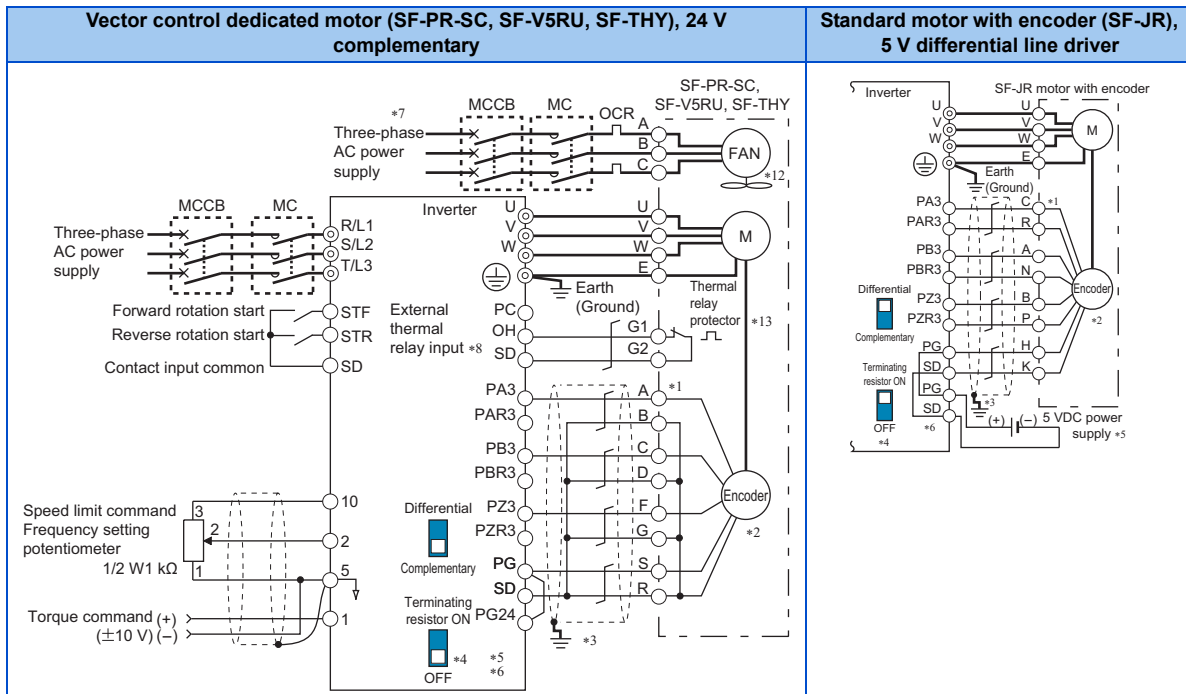 Vector control dedicated motor (SF-PR-SC, SF-V5RU, SF-THY), 24 V
complementary
Standard motor with encoder (SF-JR),
5 V differential line driver
SF-PR-SC,
SF-V5RU, SF-THY
MCCB
MC
OCR
*7
Three-phase
AC power
supply
A
B
C
FAN
*12
MCCB
MC
Three-phase
AC power
supply
R/L1
S/L2
T/L3
Inverter
U
V
W
U
V
W
E
M
Earth
(Ground)
Thermal
relay
protector
*13
Forward rotation start
STF
Reverse rotation start
STR
Contact input common
SD
External
thermal
relay input *8
PC
OH
SD
G1
G2
PA3
PAR3
PB3
PBR3
PZ3
PZR3
PG
SD
PG24
A
*1
B
C
D
F
G
S
R
Encoder
*2
*3
Differential
Complementary
Terminating
resistor ON
OFF
*4
*5
*6
Speed limit command
Frequency setting
potentiometer
1/2 W1 kΩ
3
2
1
10
2
5
1
Torque command (+)
(±10 V) (−)
Inverter
SF-JR motor with encoder
U
V
W
U
V
W
E
M
Earth
(Ground)
PA3
PAR3
PB3
PBR3
PZ3
PZR3
PG
SD
PG
SD
C
*1
R
A
N
B
P
H
K
Encoder
*2
*3
Differential
Complementary
Terminating
resistor ON
OFF
*4
*6
(+)
(−)
5 VDC power
supply *5